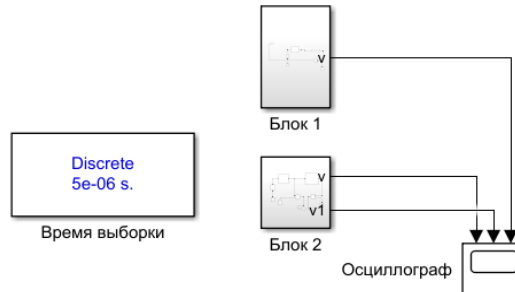 v
Блок 1
Discrete
5e-06 s.
Время выборки
v
v1
Блок 2
Осциллограф